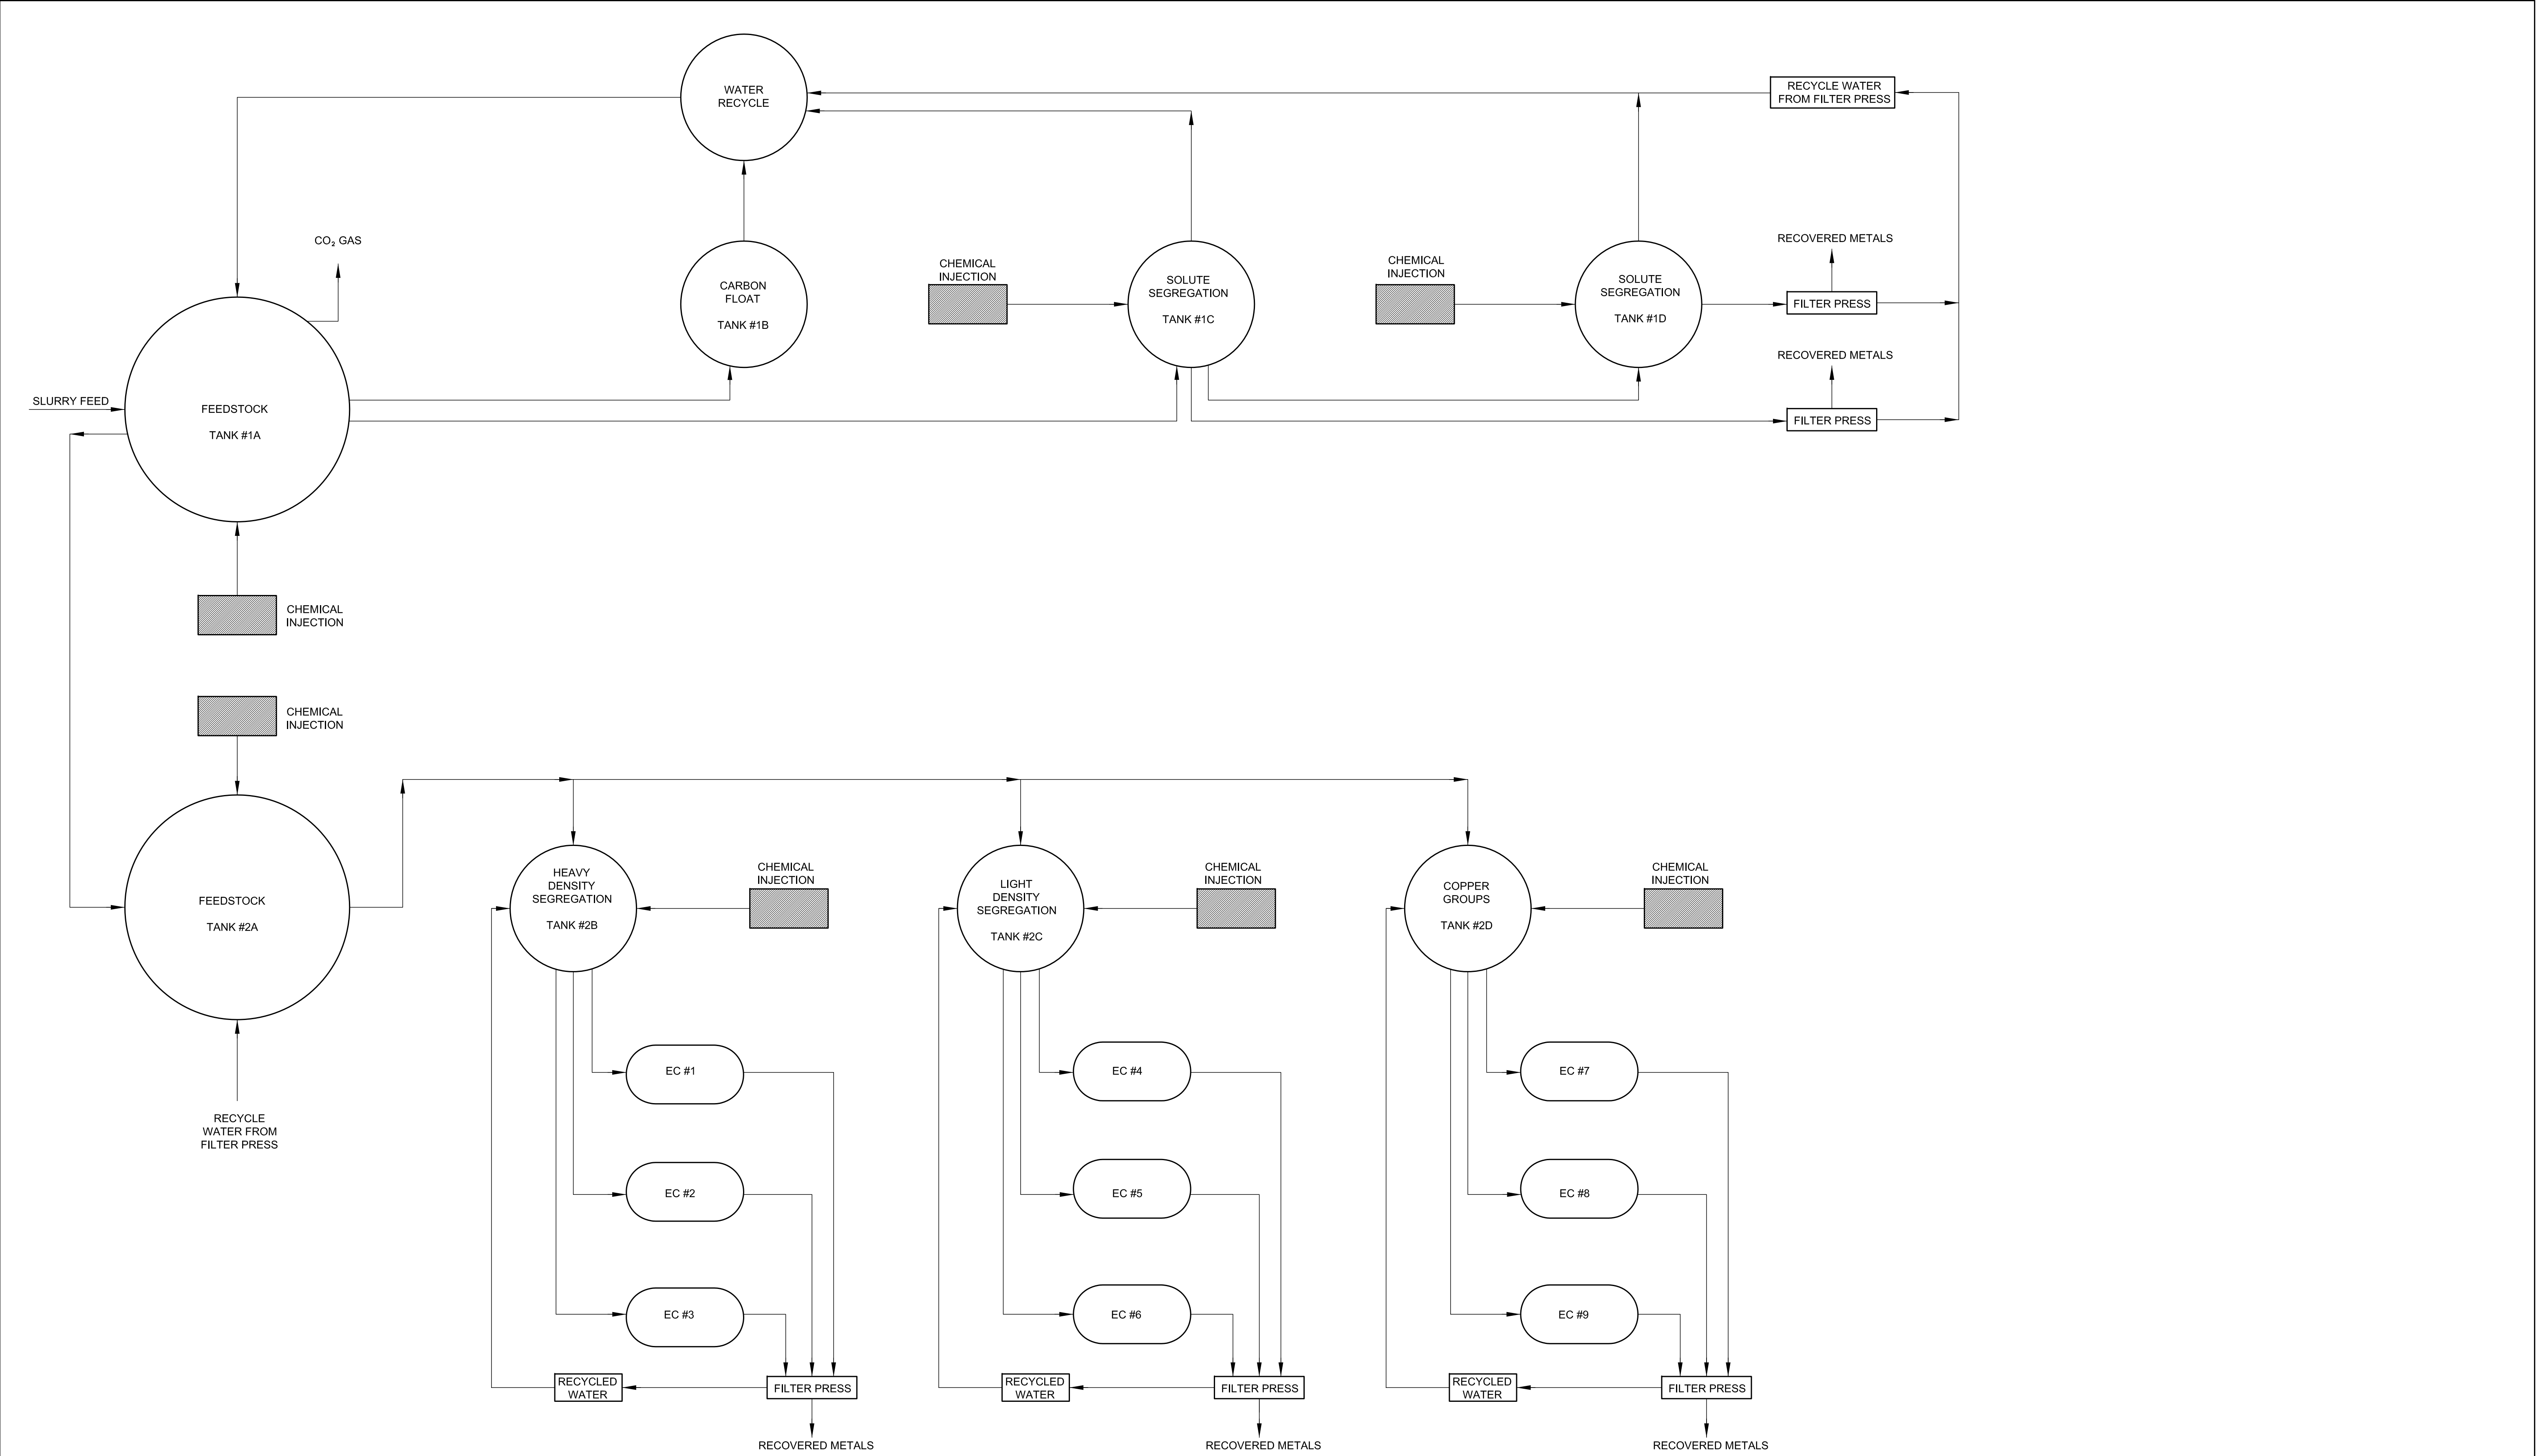 WATER
RECYCLE
RECYCLE WATER
FROM FILTER PRESS
CO₂ GAS
CARBON
FLOAT
TANK #1B
CHEMICAL
INJECTION
SOLUTE
SEGREGATION
TANK #1C
CHEMICAL
INJECTION
SOLUTE
SEGREGATION
TANK #1D
RECOVERED METALS
FILTER PRESS
RECOVERED METALS
FILTER PRESS
SLURRY FEED
FEEDSTOCK
TANK #1A
CHEMICAL
INJECTION
CHEMICAL
INJECTION
FEEDSTOCK
TANK #2A
RECYCLE
WATER FROM
FILTER PRESS
HEAVY
DENSITY
SEGREGATION
TANK #2B
CHEMICAL
INJECTION
LIGHT
DENSITY
SEGREGATION
TANK #2C
CHEMICAL
INJECTION
COPPER
GROUPS
TANK #2D
CHEMICAL
INJECTION
EC #1
EC #2
EC #3
RECYCLED
WATER
FILTER PRESS
RECOVERED METALS
EC #4
EC #5
EC #6
RECYCLED
WATER
FILTER PRESS
RECOVERED METALS
EC #7
EC #8
EC #9
RECYCLED
WATER
FILTER PRESS
RECOVERED METALS